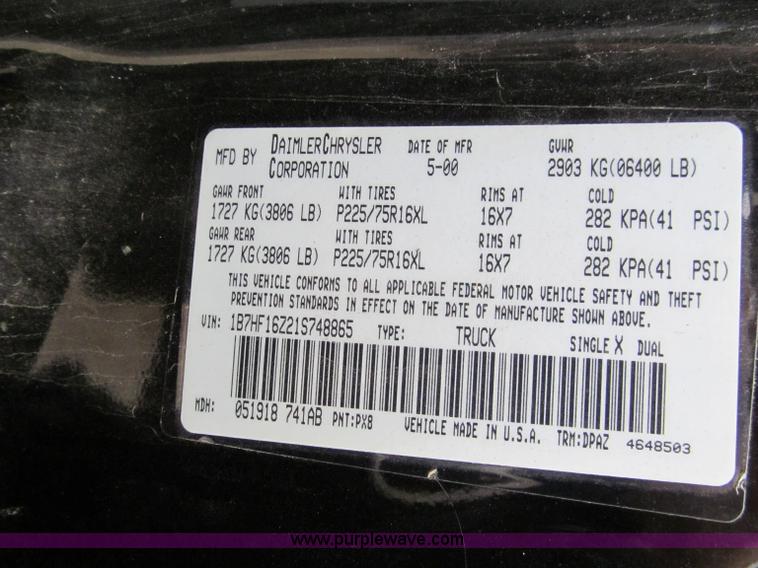 MFD BY DAIMLERCHRYSLER CORPORATION DATE OF MFR 5-00 GVWR 2903 KG(06400 LB)
GAWR FRONT WITH TIRES RIMS AT COLD
1727 KG(3806 LB) P225/75R16XL 16X7 282 KPA(41 PSI)
GAWR REAR WITH TIRES RIMS AT COLD
1727 KG(3806 LB) P225/75R16XL 16X7 282 KPA(41 PSI)
THIS VEHICLE CONFORMS TO ALL APPLICABLE FEDERAL MOTOR VEHICLE SAFETY AND THEFT
PREVENTION STANDARDS IN EFFECT ON THE DATE OF MANUFACTURE SHOWN ABOVE.
VIN: 1B7HF16Z21S748865 TYPE: TRUCK SINGLE X DUAL
MDH: 051918 741AB PNT:PX8 VEHICLE MADE IN U.S.A. TRM:DPAZ 4648503
www.purplewave.com